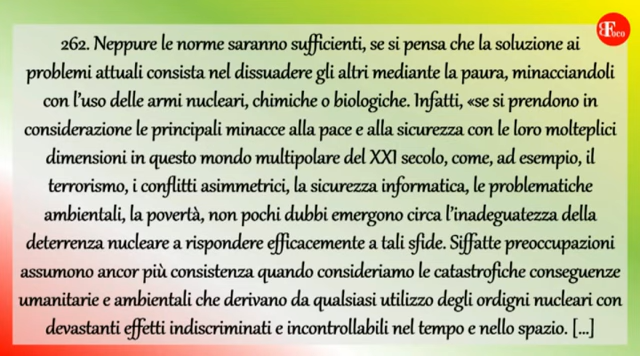 BFoco
262. Neppure le norme saranno sufficienti, se si pensa che la soluzione ai
problemi attuali consista nel dissuadere gli altri mediante la paura, minacciandoli
con l'uso delle armi nucleari, chimiche o biologiche. Infatti, «se si prendono in
considerazione le principali minacce alla pace e alla sicurezza con le loro molteplici
dimensioni in questo mondo multipolare del XXI secolo, come, ad esempio, il
terrorismo, i conflitti asimmetrici, la sicurezza informatica, le problematiche
ambientali, la povertà, non pochi dubbi emergono circa l'inadeguatezza della
deterrenza nucleare a rispondere efficacemente a tali sfide. Siffatte preoccupazioni
assumono ancor più consistenza quando consideriamo le catastrofiche conseguenze
umanitarie e ambientali che derivano da qualsiasi utilizzo degli ordigni nucleari con
devastanti effetti indiscriminati e incontrollabili nel tempo e nello spazio. [...]